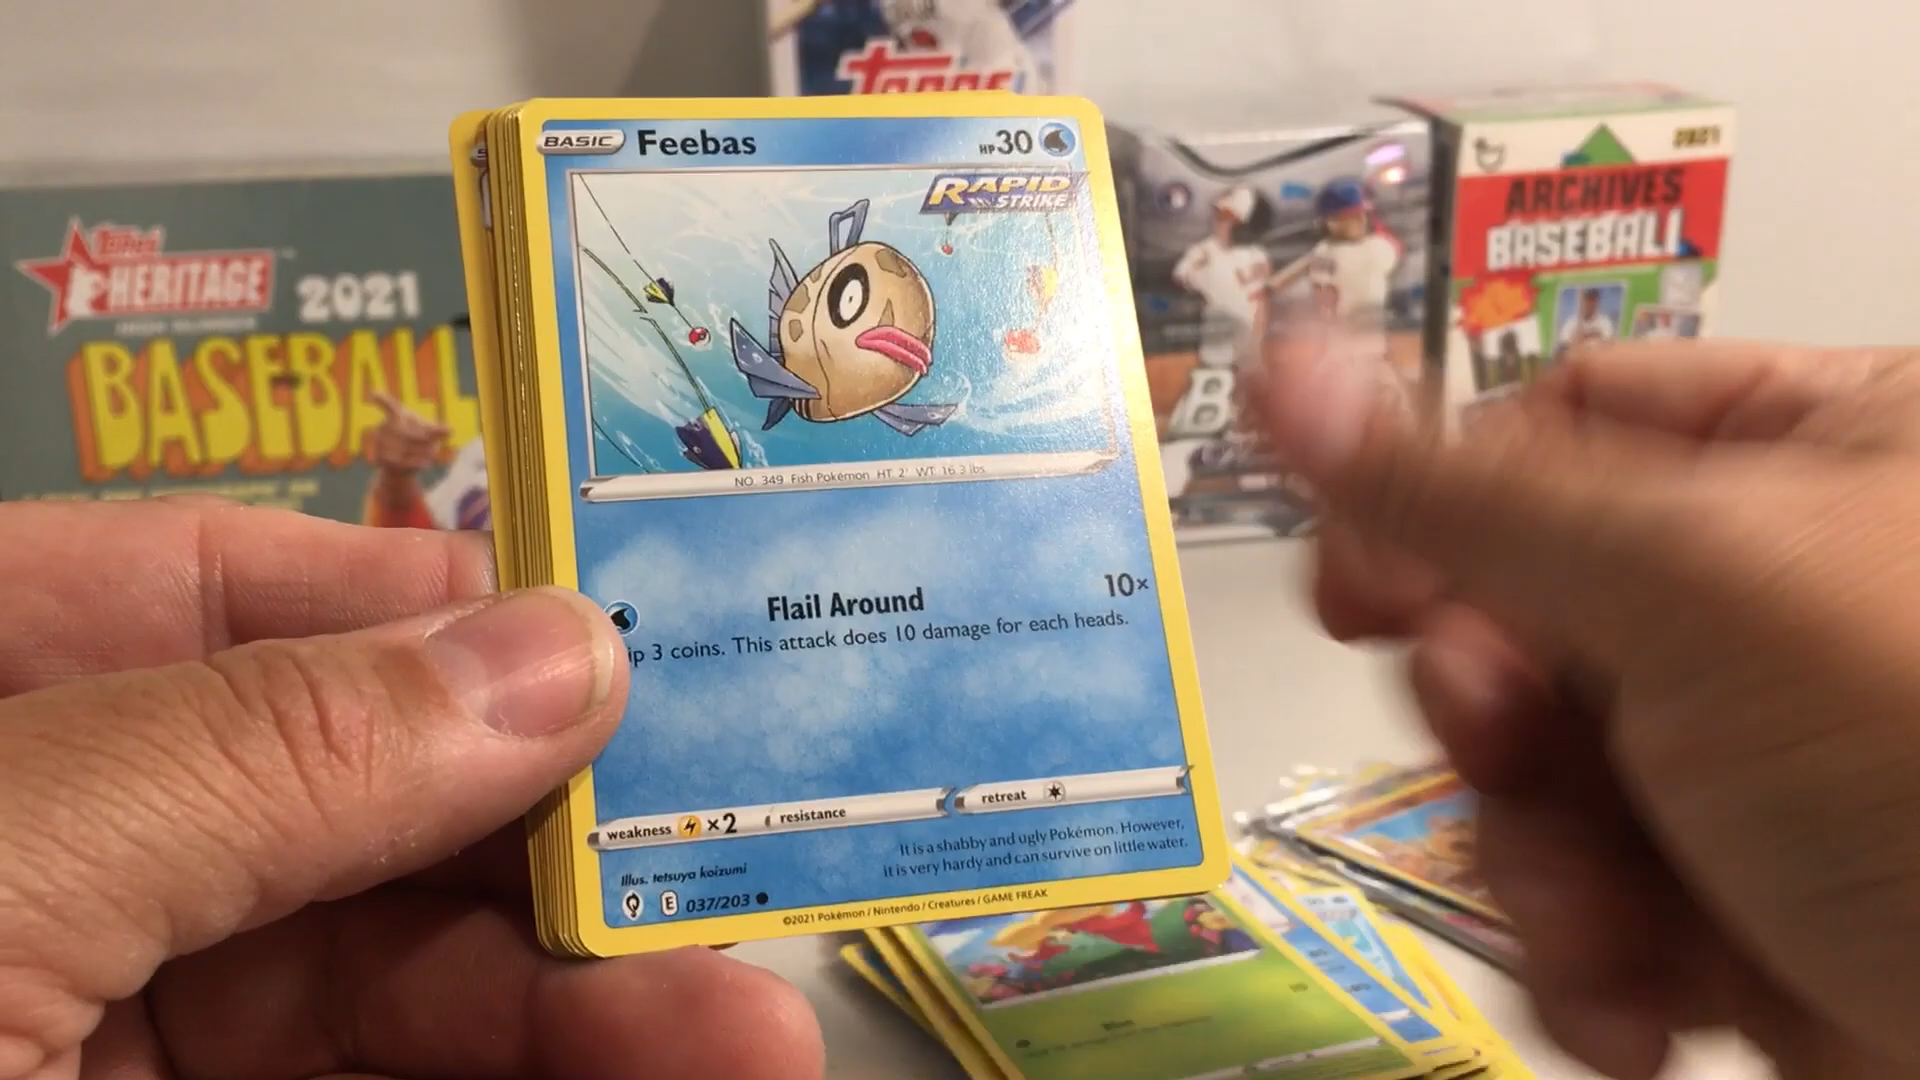 Topps
BASIC Feebas HP30
RAPID
STRIKE
NO. 349 Fish Pokémon HT. 2' WT. 16.3 lbs.
Flail Around 10×
ip 3 coins. This attack does 10 damage for each heads.
weakness ×2 resistance retreat
It is a shabby and ugly Pokémon. However,
it is very hardy and can survive on little water.
Illus. tetsuya koizumi
E 037/203
©2021 Pokémon / Nintendo / Creatures / GAME FREAK
Topps
HERITAGE
HIGH NUMBER
2021
BASEBALL
2021
ARCHIVES
BASEBALL